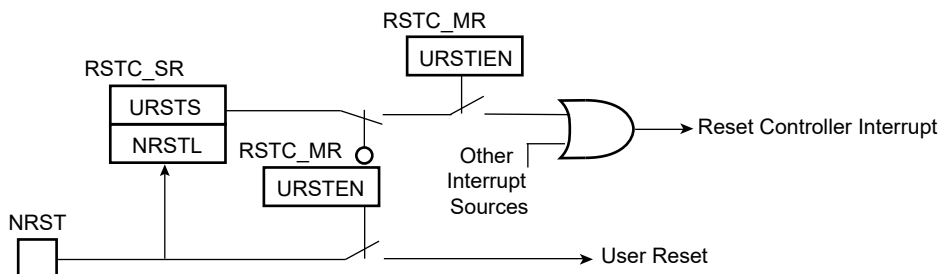 RSTC_MR
URSTIEN
RSTC_SR
URSTS
NRSTL
RSTC_MR
URSTEN
Reset Controller Interrupt
Other
Interrupt
Sources
NRST
User Reset